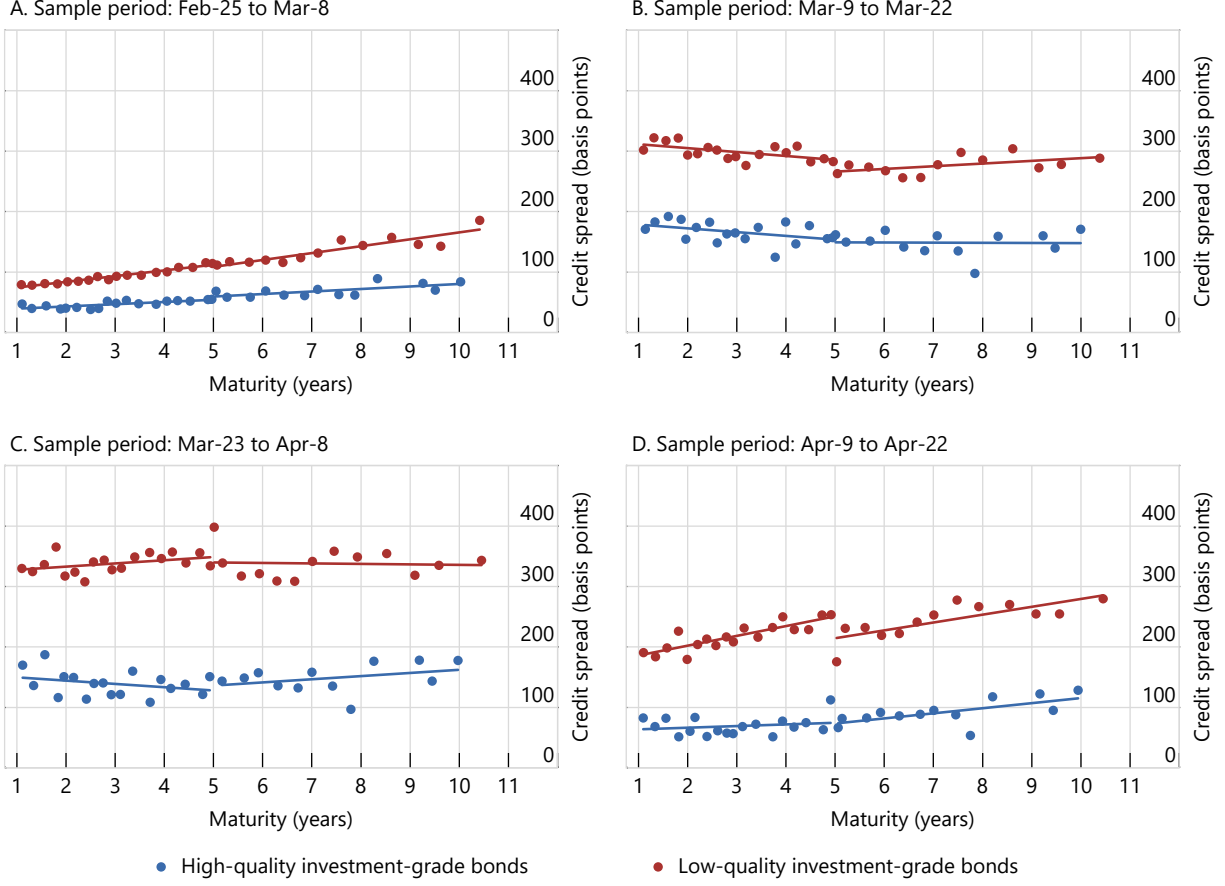 A. Sample period: Feb-25 to Mar-8
400
300
200
100
0
Credit spread (basis points)
1 2 3 4 5 6 7 8 9 10 11
Maturity (years)
B. Sample period: Mar-9 to Mar-22
400
300
200
100
0
Credit spread (basis points)
1 2 3 4 5 6 7 8 9 10 11
Maturity (years)
C. Sample period: Mar-23 to Apr-8
400
300
200
100
0
Credit spread (basis points)
1 2 3 4 5 6 7 8 9 10 11
Maturity (years)
D. Sample period: Apr-9 to Apr-22
400
300
200
100
0
Credit spread (basis points)
1 2 3 4 5 6 7 8 9 10 11
Maturity (years)
High-quality investment-grade bonds
Low-quality investment-grade bonds